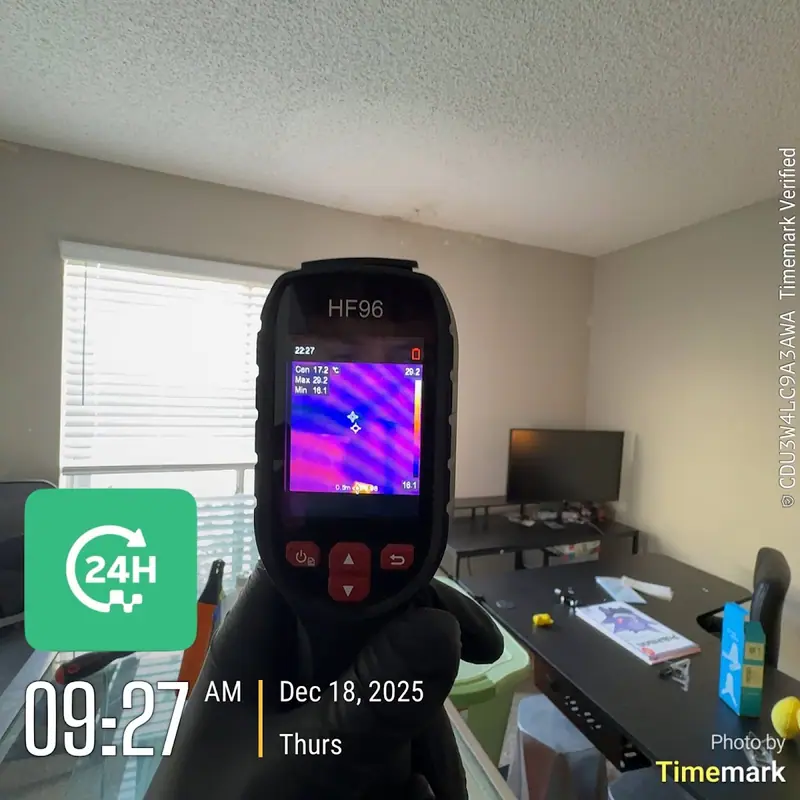 HF96
22:27
Cen 17.2 ℃
Max 29.2
Min 16.1
29.2
16.1
24H
09:27 AM
Dec 18, 2025
Thurs
Photo by
Timemark
© CDU3W4LC9A3AWA Timemark Verified